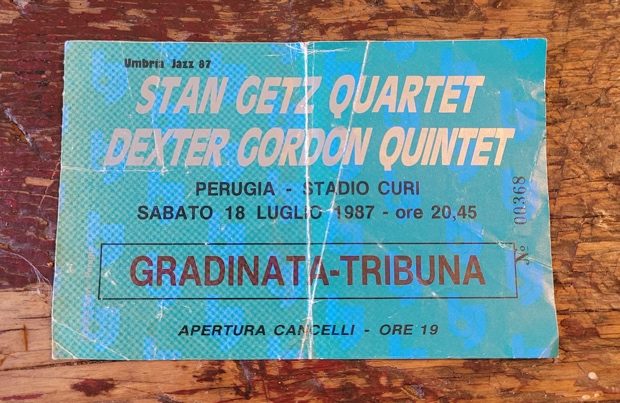 Umbria Jazz 87
STAN GETZ QUARTET
DEXTER GORDON QUINTET
PERUGIA - STADIO CURI
SABATO 18 LUGLIO 1987 - ore 20,45
Nº 00368
GRADINATA-TRIBUNA
APERTURA CANCELLI - ORE 19